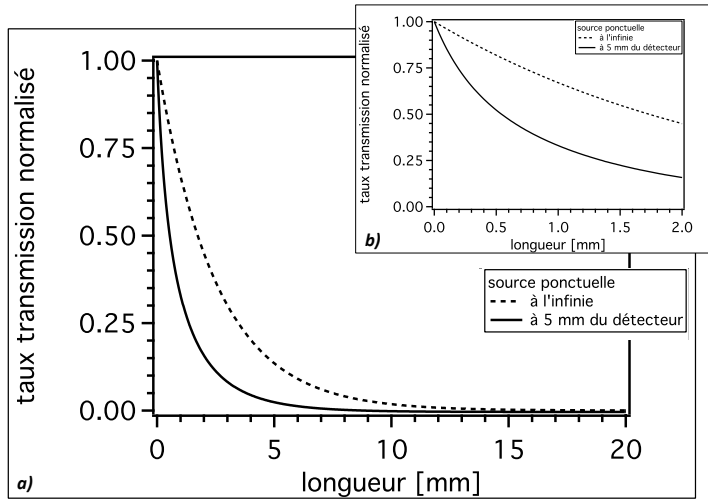 1.00
0.75
0.50
0.25
0.00
taux transmission normalisé
0 5 10 15 20
longueur [mm]
a)
source ponctuelle
à l'infinie
à 5 mm du détecteur
1.00
0.75
0.50
0.25
0.00
taux transmission normalisé
0.0 0.5 1.0 1.5 2.0
longueur [mm]
b)
source ponctuelle
à l'infinie
à 5 mm du détecteur